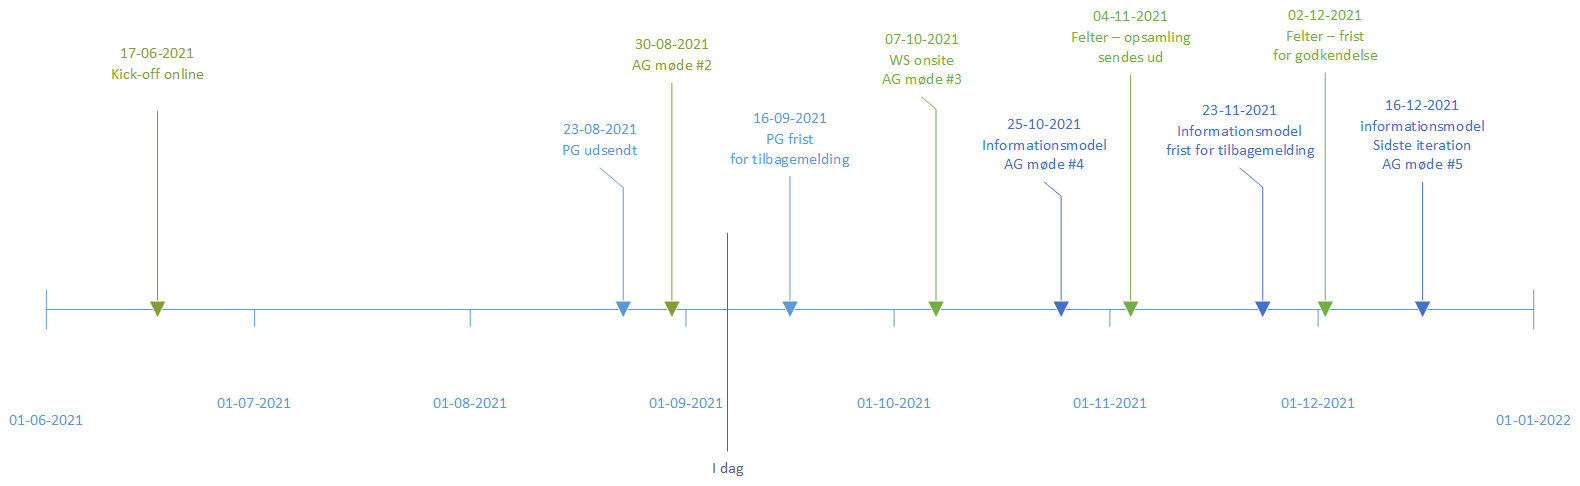 17-06-2021
Kick-off online
23-08-2021
PG udsendt
30-08-2021
AG møde #2
16-09-2021
PG frist
for tilbagemelding
07-10-2021
WS onsite
AG møde #3
25-10-2021
Informationsmodel
AG møde #4
04-11-2021
Felter – opsamling
sendes ud
23-11-2021
Informationsmodel
frist for tilbagemelding
02-12-2021
Felter – frist
for godkendelse
16-12-2021
informationsmodel
Sidste iteration
AG møde #5
01-06-2021
01-07-2021
01-08-2021
01-09-2021
01-10-2021
01-11-2021
01-12-2021
01-01-2022
I dag